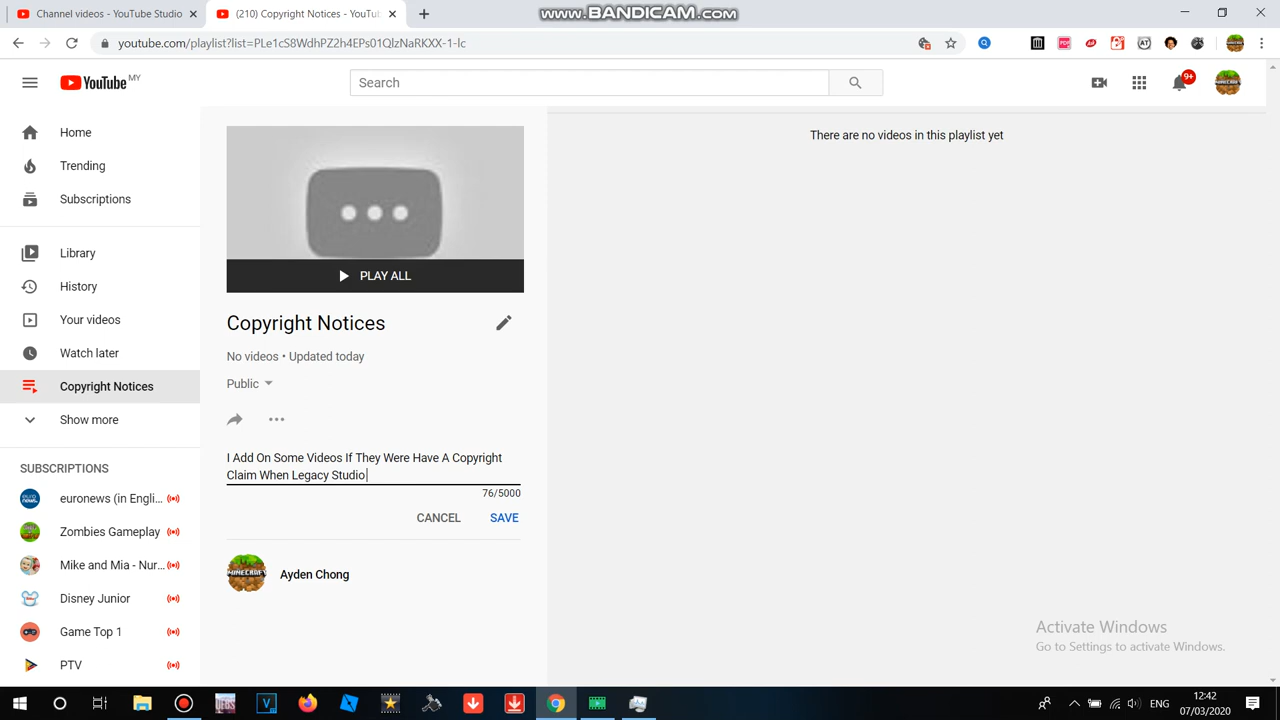 Channel videos - YouTube Studio
(210) Copyright Notices - YouTu
www.BANDICAM.com
youtube.com/playlist?list=PLe1cS8WdhPZ2h4EPs01QlzNaRKXX-1-lc
YouTube MY
Search
9+
Home
Trending
Subscriptions
Library
History
Your videos
Watch later
Copyright Notices
Show more
SUBSCRIPTIONS
euronews (in Engli...
Zombies Gameplay
Mike and Mia - Nur...
Disney Junior
Game Top 1
PTV
PLAY ALL
Copyright Notices
No videos • Updated today
Public
I Add On Some Videos If They Were Have A Copyright
Claim When Legacy Studio
76/5000
CANCEL
SAVE
MINECRAFT
Ayden Chong
There are no videos in this playlist yet
Activate Windows
Go to Settings to activate Windows.
ENG
12:42
07/03/2020